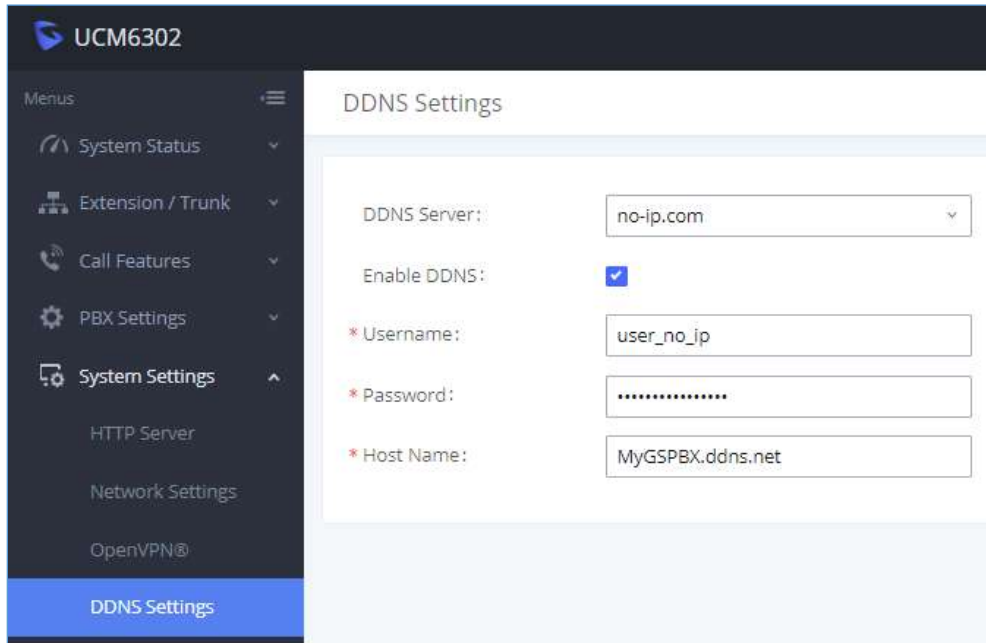 UCM6302
Menus
System Status
Extension / Trunk
Call Features
PBX Settings
System Settings
HTTP Server
Network Settings
OpenVPN®
DDNS Settings
DDNS Settings
DDNS Server:
no-ip.com
Enable DDNS:
* Username:
user_no_ip
* Password:
••••••••••••••••
* Host Name:
MyGSPBX.ddns.net